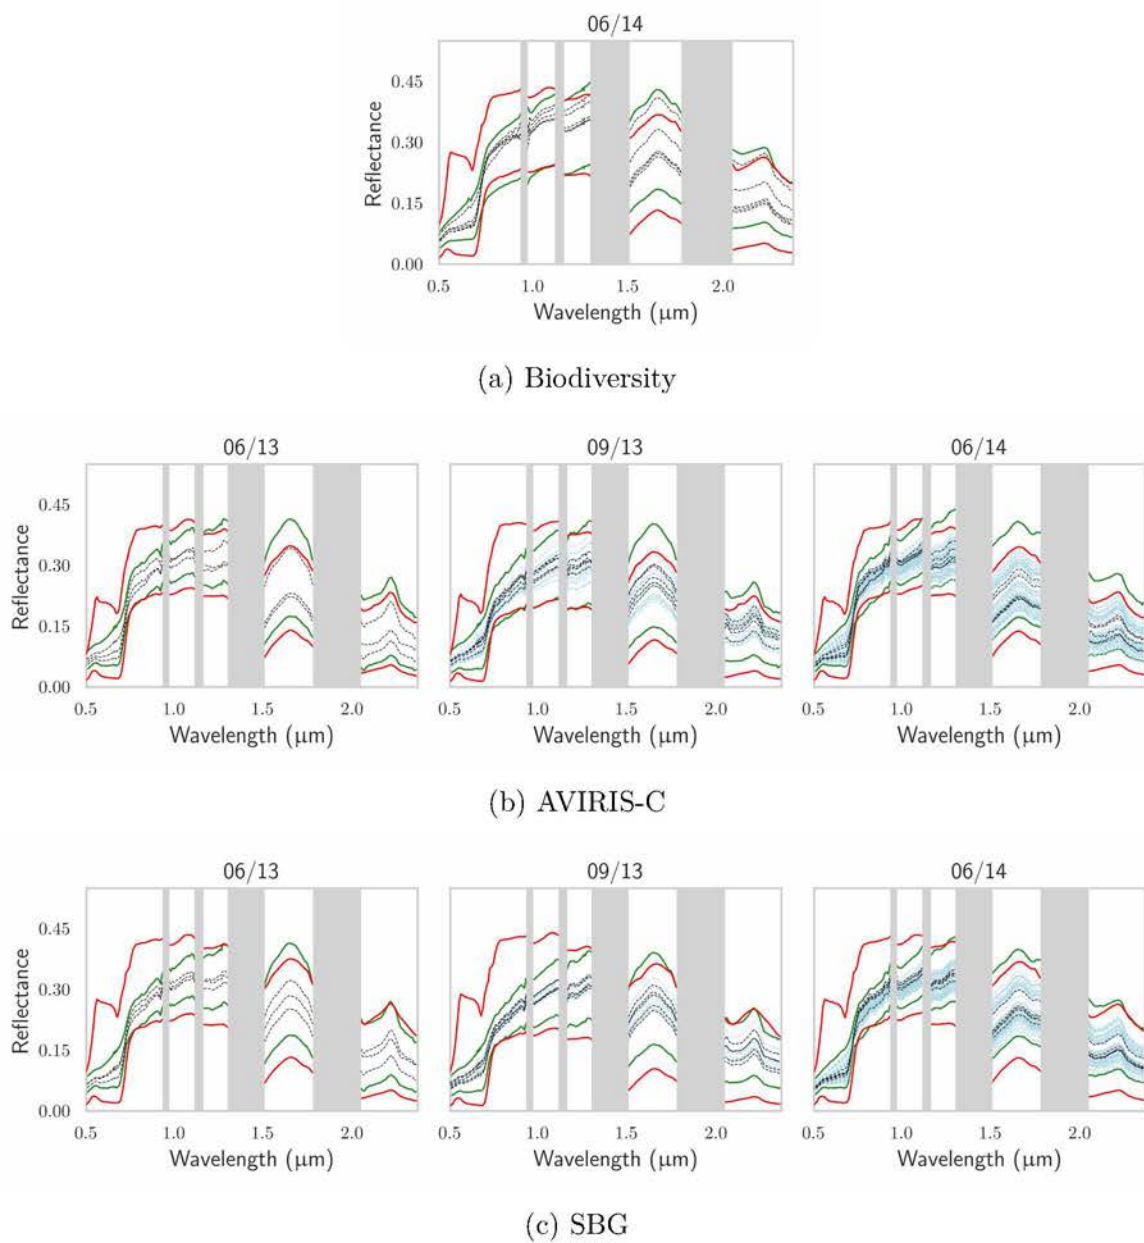 06/14
0.45
0.30
0.15
0.00
Reflectance
0.5 1.0 1.5 2.0
Wavelength (μm)
(a) Biodiversity
06/13 09/13 06/14
0.45
0.30
0.15
0.00
Reflectance
0.5 1.0 1.5 2.0 0.5 1.0 1.5 2.0 0.5 1.0 1.5 2.0
Wavelength (μm) Wavelength (μm) Wavelength (μm)
(b) AVIRIS-C
06/13 09/13 06/14
0.45
0.30
0.15
0.00
Reflectance
0.5 1.0 1.5 2.0 0.5 1.0 1.5 2.0 0.5 1.0 1.5 2.0
Wavelength (μm) Wavelength (μm) Wavelength (μm)
(c) SBG